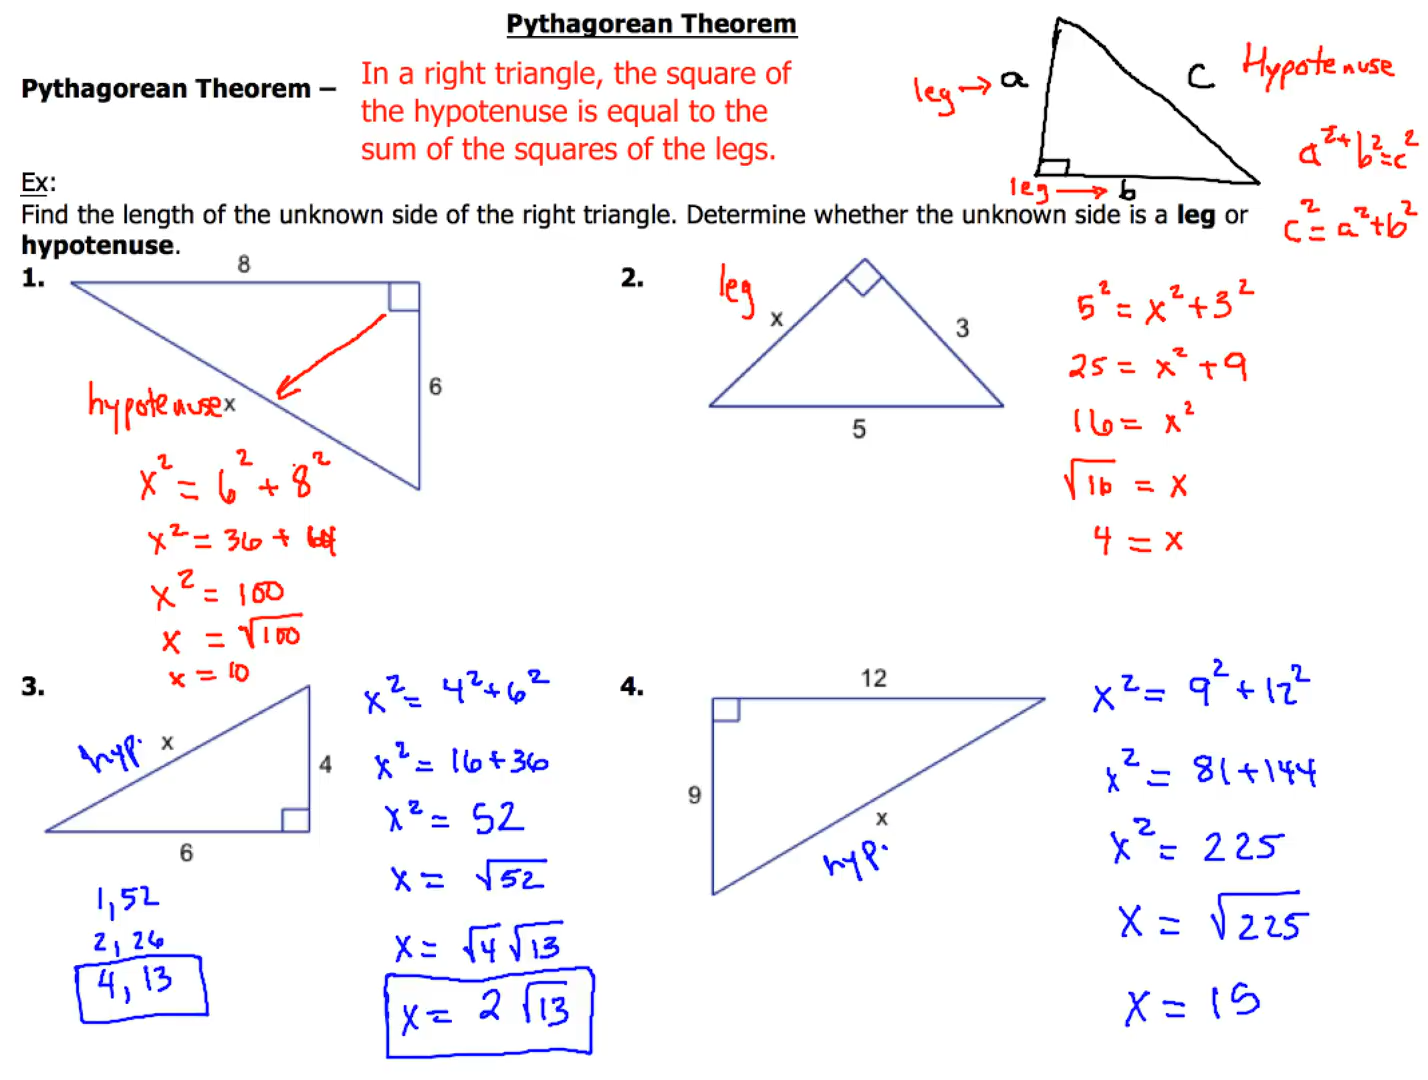 Pythagorean Theorem
Pythagorean Theorem –
In a right triangle, the square of
the hypotenuse is equal to the
sum of the squares of the legs.
leg → a
c
Hypotenuse
leg → b
a²+b²=c²
c²=a²+b²
Ex:
Find the length of the unknown side of the right triangle. Determine whether the unknown side is a leg or
hypotenuse.
1.
8
6
hypotenuse x
x² = 6² + 8²
x² = 36 + 64
x² = 100
x = √100
x = 10
2.
leg
x
3
5
5² = x² + 3²
25 = x² + 9
16 = x²
√16 = x
4 = x
3.
hyp. x
4
6
1, 52
2, 26
4, 13
x² = 4² + 6²
x² = 16 + 36
x² = 52
x = √52
x = √4 √13
x = 2 √13
4.
12
9
x
hyp.
x² = 9² + 12²
x² = 81 + 144
x² = 225
x = √225
x = 15